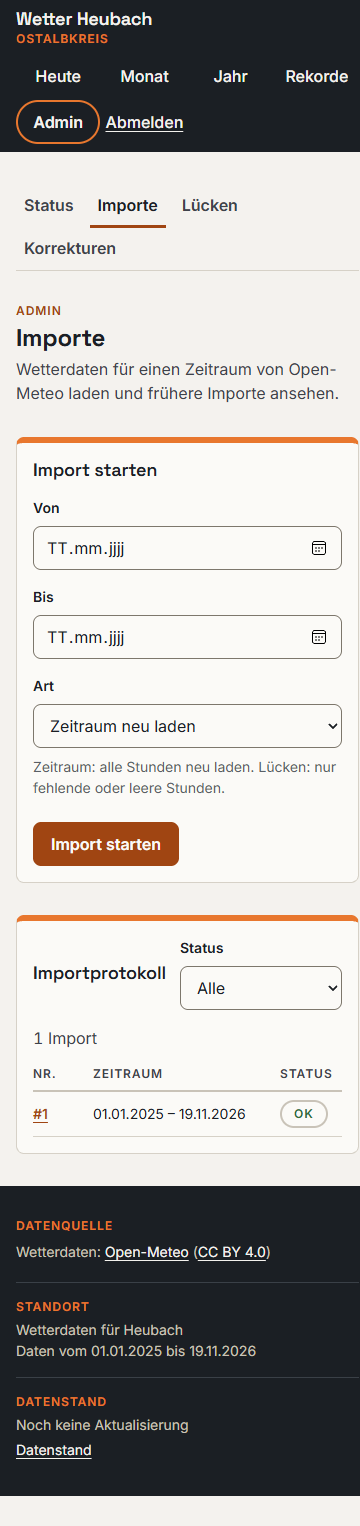 Wetter Heubach
OSTALBKREIS
Heute Monat Jahr Rekorde
Admin Abmelden
Status Importe Lücken
Korrekturen
ADMIN
Importe
Wetterdaten für einen Zeitraum von Open-
Meteo laden und frühere Importe ansehen.
Import starten
Von
TT.mm.jjjj
Bis
TT.mm.jjjj
Art
Zeitraum neu laden
Zeitraum: alle Stunden neu laden. Lücken: nur
fehlende oder leere Stunden.
Import starten
Status
Importprotokoll
Alle
1 Import
NR. ZEITRAUM STATUS
#1 01.01.2025 – 19.11.2026 OK
DATENQUELLE
Wetterdaten: Open-Meteo (CC BY 4.0)
STANDORT
Wetterdaten für Heubach
Daten vom 01.01.2025 bis 19.11.2026
DATENSTAND
Noch keine Aktualisierung
Datenstand